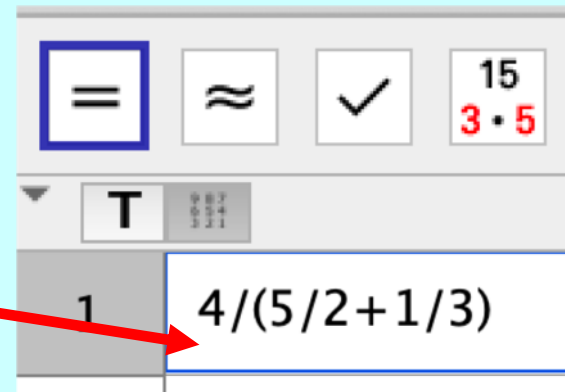 = ≈ ✓ 15
3 · 5
T
1 4/(5/2+1/3)